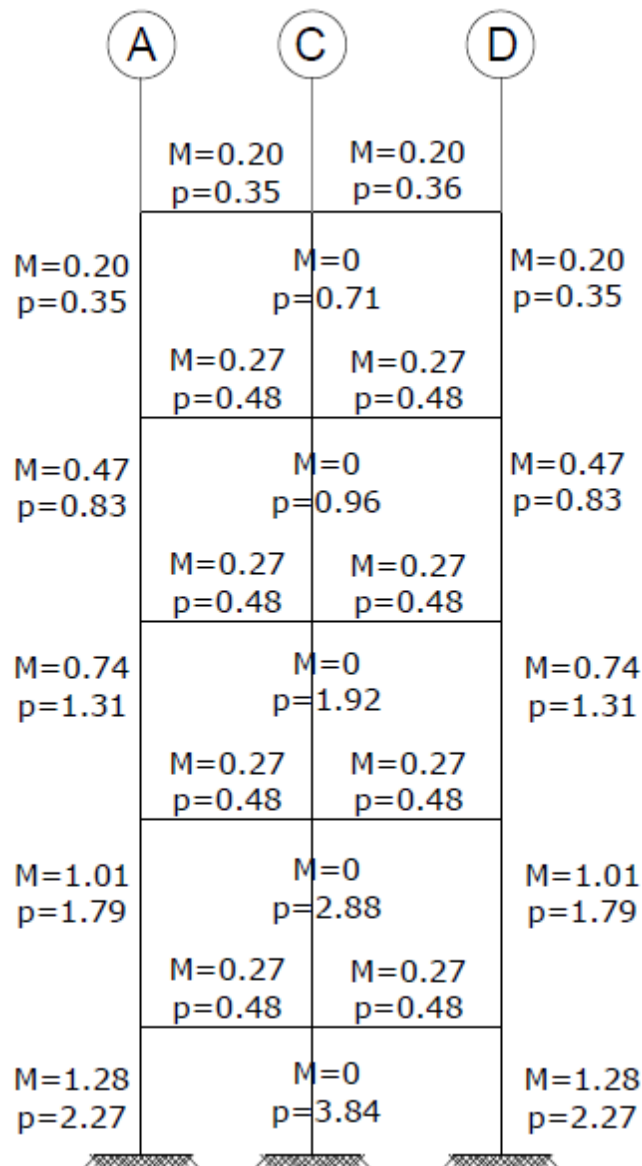 A C D
M=0.20 M=0.20
p=0.35 p=0.36
M=0.20 M=0 M=0.20
p=0.35 p=0.71 p=0.35
M=0.27 M=0.27
p=0.48 p=0.48
M=0.47 M=0 M=0.47
p=0.83 p=0.96 p=0.83
M=0.27 M=0.27
p=0.48 p=0.48
M=0.74 M=0 M=0.74
p=1.31 p=1.92 p=1.31
M=0.27 M=0.27
p=0.48 p=0.48
M=1.01 M=0 M=1.01
p=1.79 p=2.88 p=1.79
M=0.27 M=0.27
p=0.48 p=0.48
M=1.28 M=0 M=1.28
p=2.27 p=3.84 p=2.27